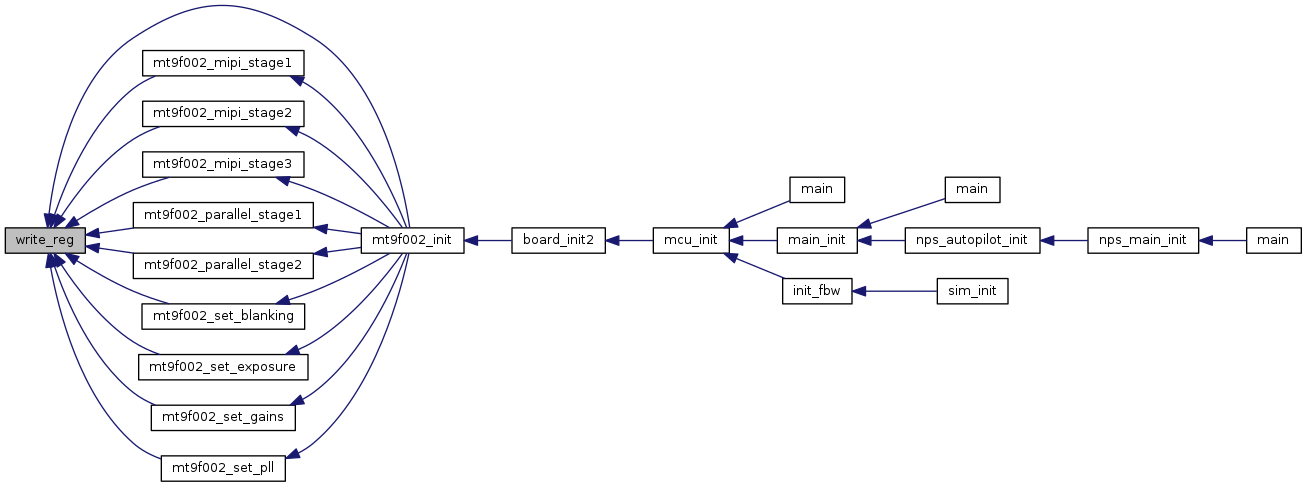 write_reg
mt9f002_mipi_stage1
mt9f002_mipi_stage2
mt9f002_mipi_stage3
mt9f002_parallel_stage1
mt9f002_parallel_stage2
mt9f002_set_blanking
mt9f002_set_exposure
mt9f002_set_gains
mt9f002_set_pll
mt9f002_init
board_init2
mcu_init
main
main_init
init_fbw
main
nps_autopilot_init
sim_init
nps_main_init
main